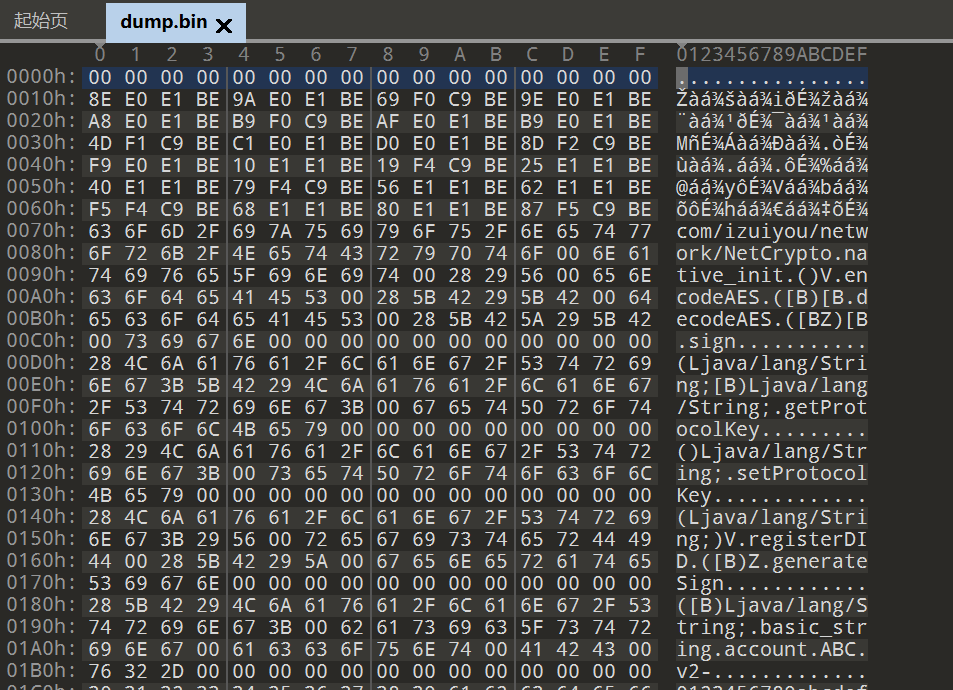 起始页 dump.bin
0 1 2 3 4 5 6 7 8 9 A B C D E F 0123456789ABCDEF
0000h: 00 00 00 00 00 00 00 00 00 00 00 00 00 00 00 00 ................
0010h: 8E E0 E1 BE 9A E0 E1 BE 69 F0 C9 BE 9E E0 E1 BE Žàá¾šàá¾iðÉ¾žàá¾
0020h: A8 E0 E1 BE B9 F0 C9 BE AF E0 E1 BE B9 E0 E1 BE ¨àá¾¹ðÉ¾¯àá¾¹àá¾
0030h: 4D F1 C9 BE C1 E0 E1 BE D0 E0 E1 BE 8D F2 C9 BE MñÉ¾Áàá¾Ðàá¾.òÉ¾
0040h: F9 E0 E1 BE 10 E1 E1 BE 19 F4 C9 BE 25 E1 E1 BE ùàá¾.áá¾.ôÉ¾%áá¾
0050h: 40 E1 E1 BE 79 F4 C9 BE 56 E1 E1 BE 62 E1 E1 BE @áá¾yôÉ¾Váá¾báá¾
0060h: F5 F4 C9 BE 68 E1 E1 BE 80 E1 E1 BE 87 F5 C9 BE õôÉ¾háá¾€áá¾‡õÉ¾
0070h: 63 6F 6D 2F 69 7A 75 69 79 6F 75 2F 6E 65 74 77 com/izuiyou/netw
0080h: 6F 72 6B 2F 4E 65 74 43 72 79 70 74 6F 00 6E 61 ork/NetCrypto.na
0090h: 74 69 76 65 5F 69 6E 69 74 00 28 29 56 00 65 6E tive_init.()V.en
00A0h: 63 6F 64 65 41 45 53 00 28 5B 42 29 5B 42 00 64 codeAES.([B)[B.d
00B0h: 65 63 6F 64 65 41 45 53 00 28 5B 42 5A 29 5B 42 ecodeAES.([BZ)[B
00C0h: 00 73 69 67 6E 00 00 00 00 00 00 00 00 00 00 00 .sign...........
00D0h: 28 4C 6A 61 76 61 2F 6C 61 6E 67 2F 53 74 72 69 (Ljava/lang/Stri
00E0h: 6E 67 3B 5B 42 29 4C 6A 61 76 61 2F 6C 61 6E 67 ng;[B)Ljava/lang
00F0h: 2F 53 74 72 69 6E 67 3B 00 67 65 74 50 72 6F 74 /String;.getProt
0100h: 6F 63 6F 6C 4B 65 79 00 00 00 00 00 00 00 00 00 ocolKey.........
0110h: 28 29 4C 6A 61 76 61 2F 6C 61 6E 67 2F 53 74 72 ()Ljava/lang/Str
0120h: 69 6E 67 3B 00 73 65 74 50 72 6F 74 6F 63 6F 6C ing;.setProtocol
0130h: 4B 65 79 00 00 00 00 00 00 00 00 00 00 00 00 00 Key.............
0140h: 28 4C 6A 61 76 61 2F 6C 61 6E 67 2F 53 74 72 69 (Ljava/lang/Stri
0150h: 6E 67 3B 29 56 00 72 65 67 69 73 74 65 72 44 49 ng;)V.registerDI
0160h: 44 00 28 5B 42 29 5A 00 67 65 6E 65 72 61 74 65 D.([B)Z.generate
0170h: 53 69 67 6E 00 00 00 00 00 00 00 00 00 00 00 00 Sign............
0180h: 28 5B 42 29 4C 6A 61 76 61 2F 6C 61 6E 67 2F 53 ([B)Ljava/lang/S
0190h: 74 72 69 6E 67 3B 00 62 61 73 69 63 5F 73 74 72 tring;.basic_str
01A0h: 69 6E 67 00 61 63 63 6F 75 6E 74 00 41 42 43 00 ing.account.ABC.
01B0h: 76 32 2D 00 00 00 00 00 00 00 00 00 00 00 00 00 v2-.............